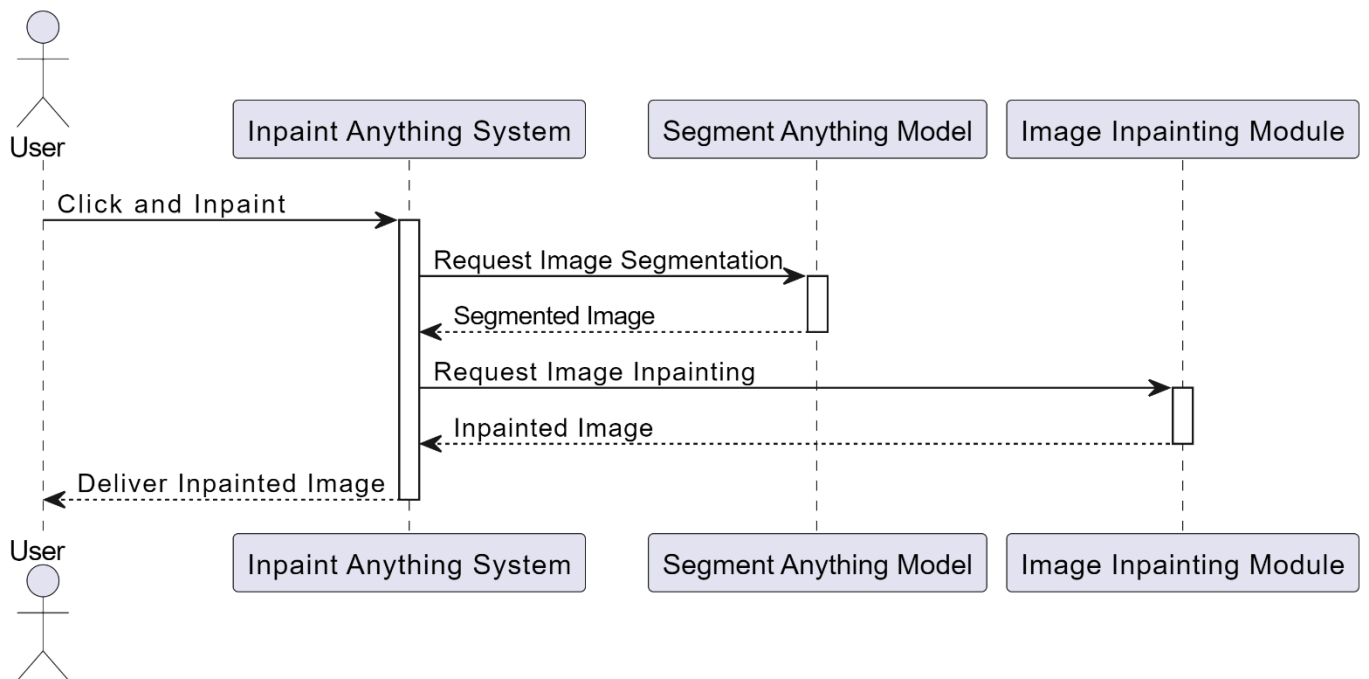 User
Inpaint Anything System
Segment Anything Model
Image Inpainting Module
Click and Inpaint
Request Image Segmentation
Segmented Image
Request Image Inpainting
Inpainted Image
Deliver Inpainted Image
User
Inpaint Anything System
Segment Anything Model
Image Inpainting Module